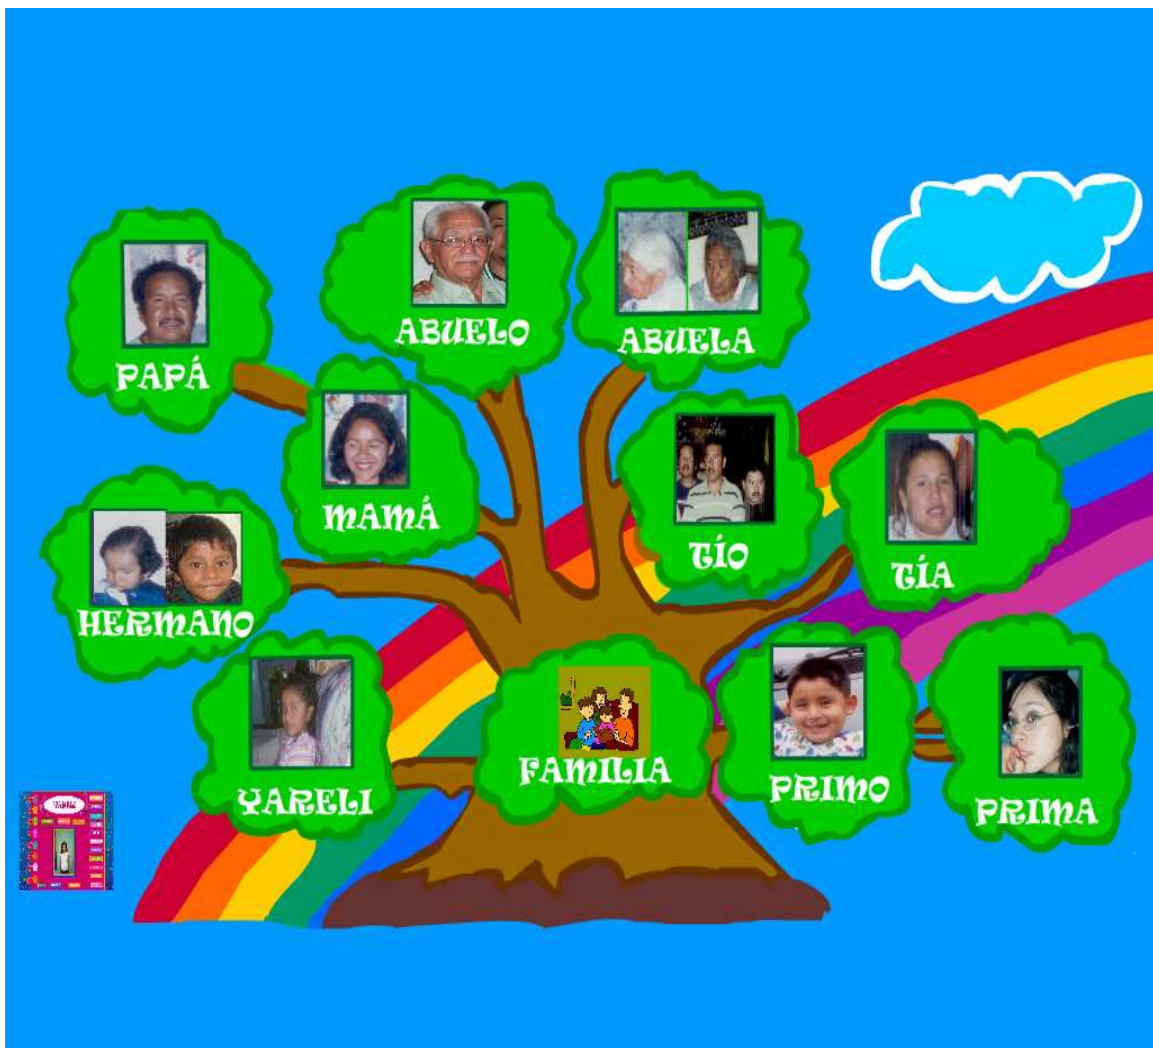 ABUELO
ABUELA
PAPÁ
MAMÁ
TÍO
TÍA
HERMANO
YARELI
FAMILIA
PRIMO
PRIMA